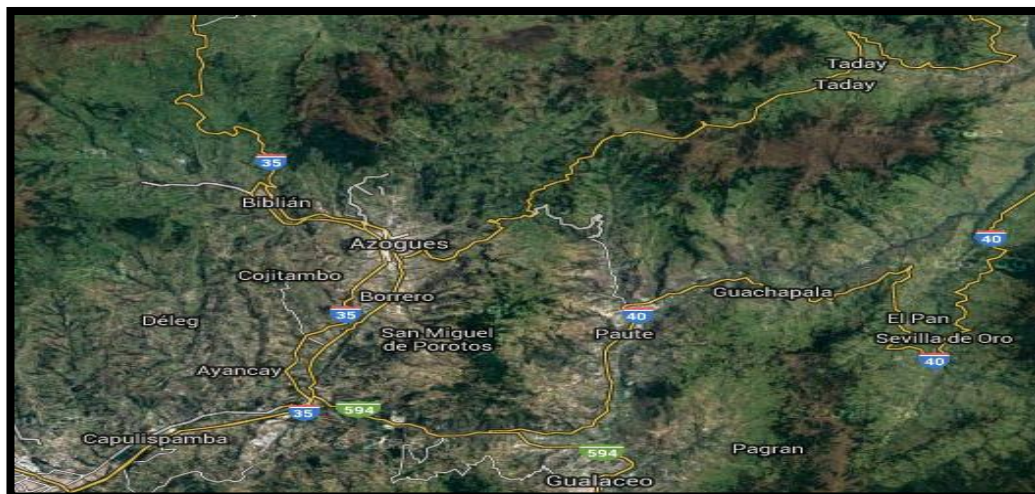 Taday
Taday
35
Biblián
Azogues
40
Cojitambo
Guachapala
Borrero
35
40
Déleg
San Miguel
de Porotos
Paute
El Pan
Sevilla de Oro
40
Ayancay
35
594
Capulispamba
594
Pagran
Gualaceo